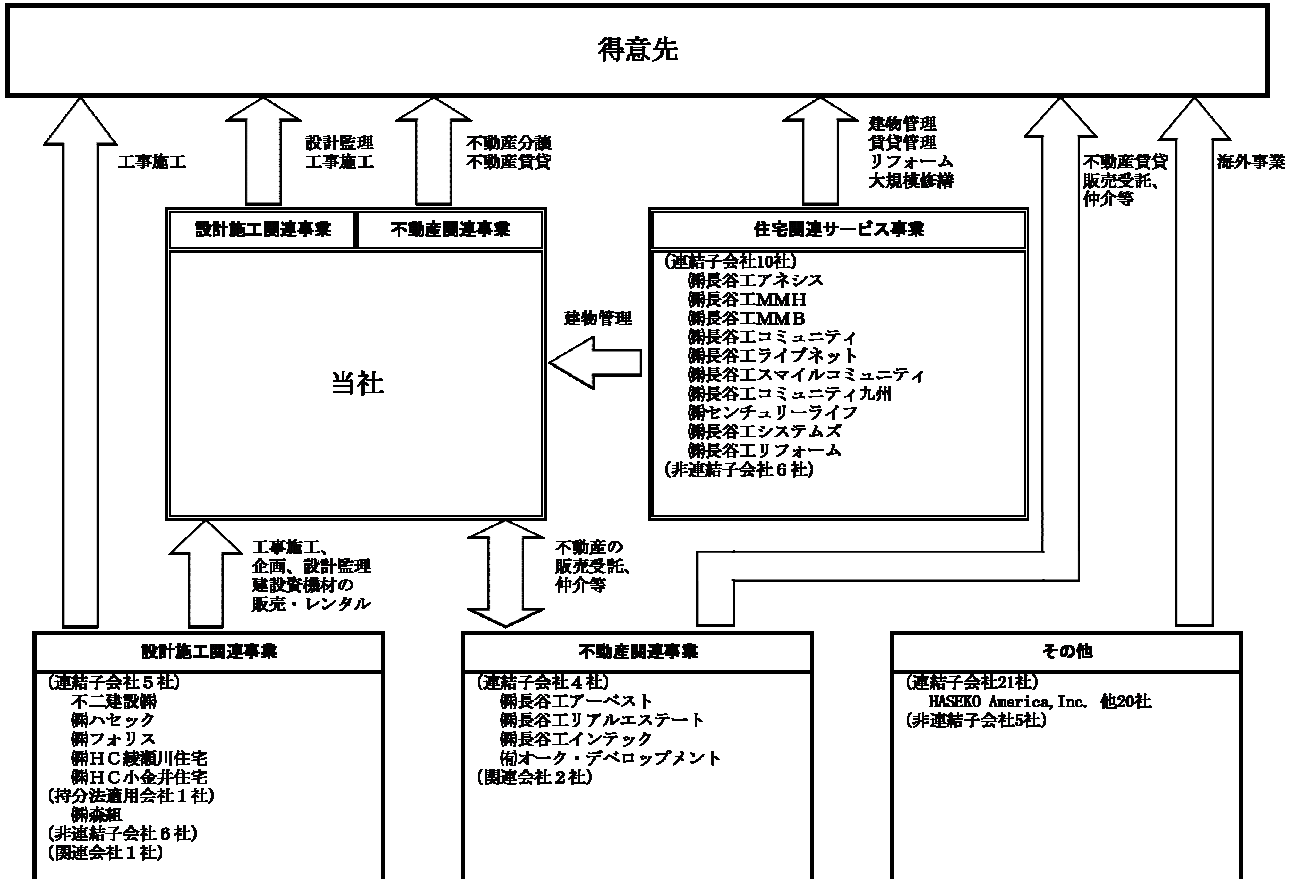 得意先
工事施工
設計監理
工事施工
不動産分譲
不動産賃貸
建物管理
賃貸管理
リフォーム
大規模修繕
不動産賃貸
販売受託、
仲介等
海外事業
設計施工関連事業
不動産関連事業
当社
建物管理
住宅関連サービス事業
(連結子会社10社)
㈱長谷工アネシス
㈱長谷工ＭＭＨ
㈱長谷工ＭＭＢ
㈱長谷工コミュニティ
㈱長谷工ライブネット
㈱長谷工スマイルコミュニティ
㈱長谷工コミュニティ九州
㈱センチュリーライフ
㈱長谷工システムズ
㈱長谷工リフォーム
(非連結子会社６社)
工事施工、
企画、設計監理
建設資機材の
販売・レンタル
不動産の
販売受託、
仲介等
設計施工関連事業
(連結子会社５社)
不二建設㈱
㈱ハセック
㈱フォリス
㈱ＨＣ綾瀬川住宅
㈱ＨＣ小金井住宅
(持分法適用会社１社)
㈱森組
(非連結子会社６社)
(関連会社１社)
不動産関連事業
(連結子会社４社)
㈱長谷工アーベスト
㈱長谷工リアルエステート
㈱長谷工インテック
㈲オーク・デベロップメント
(関連会社２社)
その他
(連結子会社21社)
HASEKO America,Inc. 他20社
(非連結子会社5社)